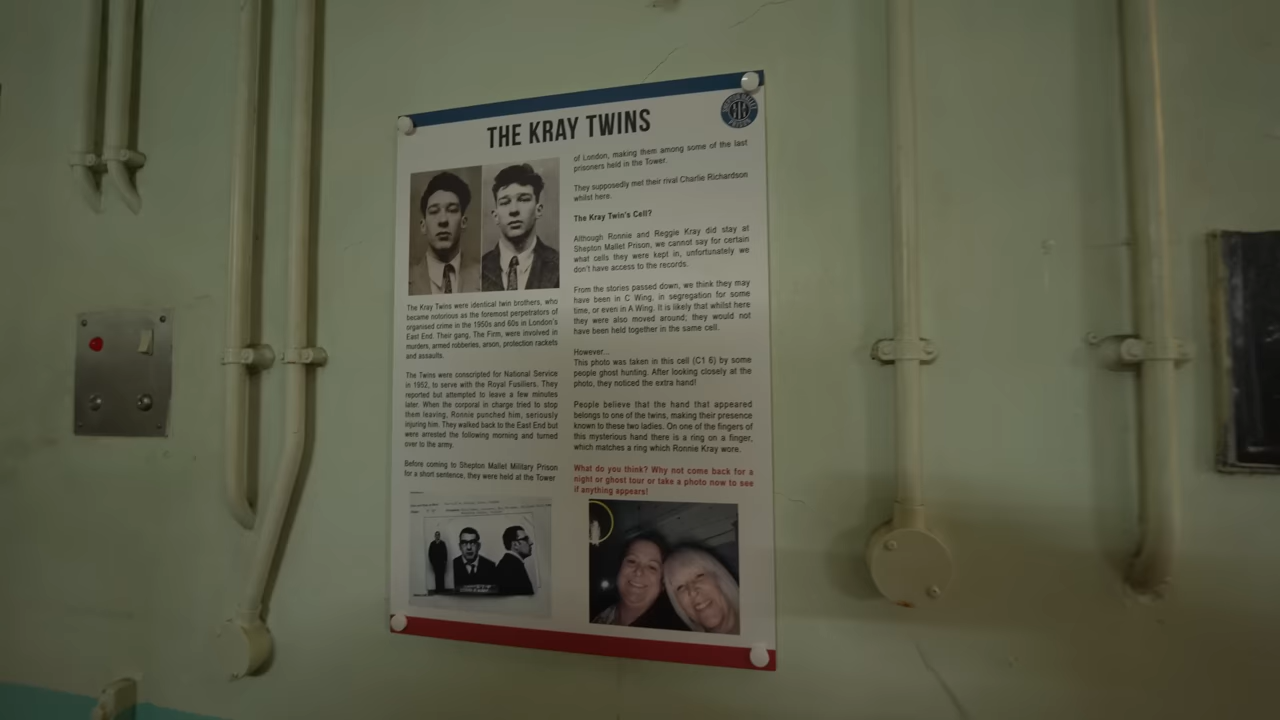 THE KRAY TWINS
SHEPTON MALLET
PRISON
The Kray Twins were identical twin brothers, who
became notorious as the foremost perpetrators of
organised crime in the 1950s and 60s in London's
East End. Their gang, The Firm, were involved in
murders, armed robberies, arson, protection rackets
and assaults.
The Twins were conscripted for National Service
in 1952, to serve with the Royal Fusiliers. They
reported but attempted to leave a few minutes
later. When the corporal in charge tried to stop
them leaving, Ronnie punched him, seriously
injuring him. They walked back to the East End but
were arrested the following morning and turned
over to the army.
Before coming to Shepton Mallet Military Prison
for a short sentence, they were held at the Tower
of London, making them among some of the last
prisoners held in the Tower.
They supposedly met their rival Charlie Richardson
whilst here.
The Kray Twin's Cell?
Although Ronnie and Reggie Kray did stay at
Shepton Mallet Prison, we cannot say for certain
what cells they were kept in, unfortunately we
don't have access to the records.
From the stories passed down, we think they may
have been in C Wing, in segregation for some
time, or even in A Wing. It is likely that whilst here
they were also moved around; they would not
have been held together in the same cell.
However...
This photo was taken in this cell (C1 6) by some
people ghost hunting. After looking closely at the
photo, they noticed the extra hand!
People believe that the hand that appeared
belongs to one of the twins, making their presence
known to these two ladies. On one of the fingers of
this mysterious hand there is a ring on a finger,
which matches a ring which Ronnie Kray wore.
What do you think? Why not come back for a
night or ghost tour or take a photo now to see
if anything appears!